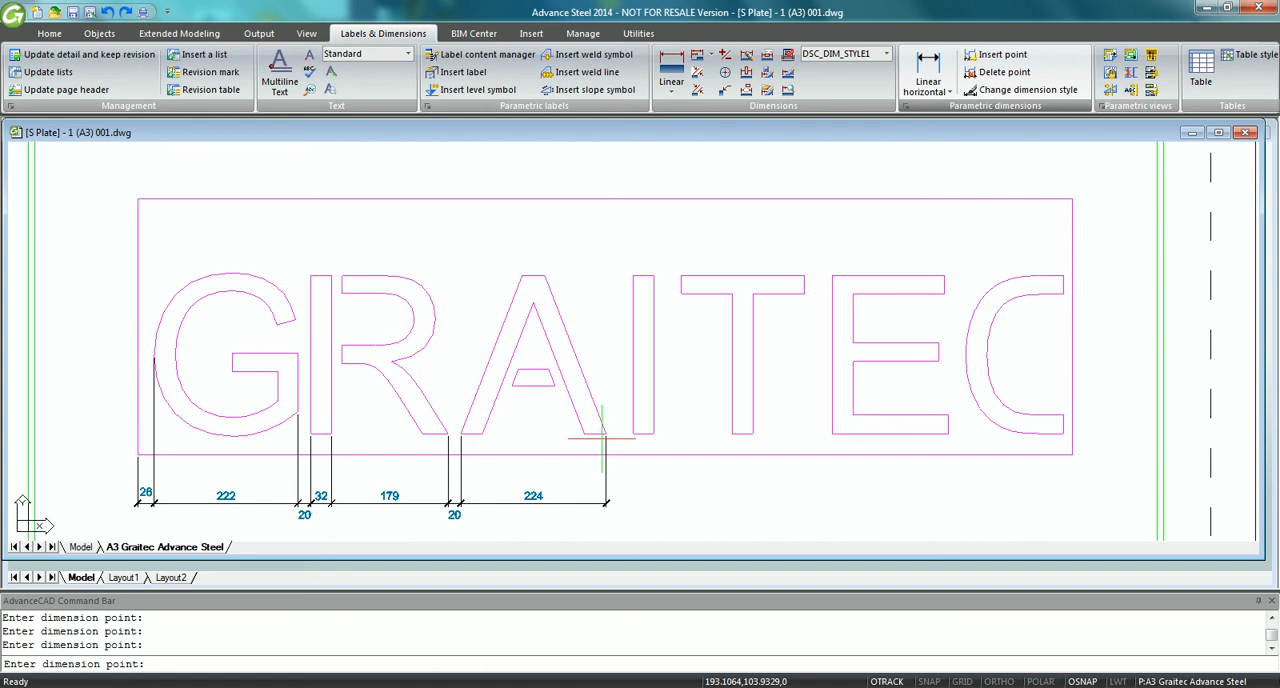 Advance Steel 2014 - NOT FOR RESALE Version - [S Plate] - 1 (A3) 001.dwg
Home Objects Extended Modeling Output View Labels & Dimensions BIM Center Insert Manage Utilities
Update detail and keep revision
Update lists
Update page header
Insert a list
Revision mark
Revision table
Management
Multiline
Text
Standard
Text
Label content manager
Insert label
Insert level symbol
Insert weld symbol
Insert weld line
Insert slope symbol
Parametric labels
Linear
DSC_DIM_STYLE1
Dimensions
Linear
horizontal
Insert point
Delete point
Change dimension style
Parametric dimensions
Parametric views
Table
Table style
Tables
[S Plate] - 1 (A3) 001.dwg
GRAITEC
26 222 32 179 224
20 20
Y
X
Model A3 Graitec Advance Steel
Model Layout1 Layout2
AdvanceCAD Command Bar
Enter dimension point:
Enter dimension point:
Enter dimension point:
Enter dimension point:
Ready 193.1064,103.9329,0 OTRACK SNAP GRID ORTHO POLAR OSNAP LWT P:A3 Graitec Advance Steel